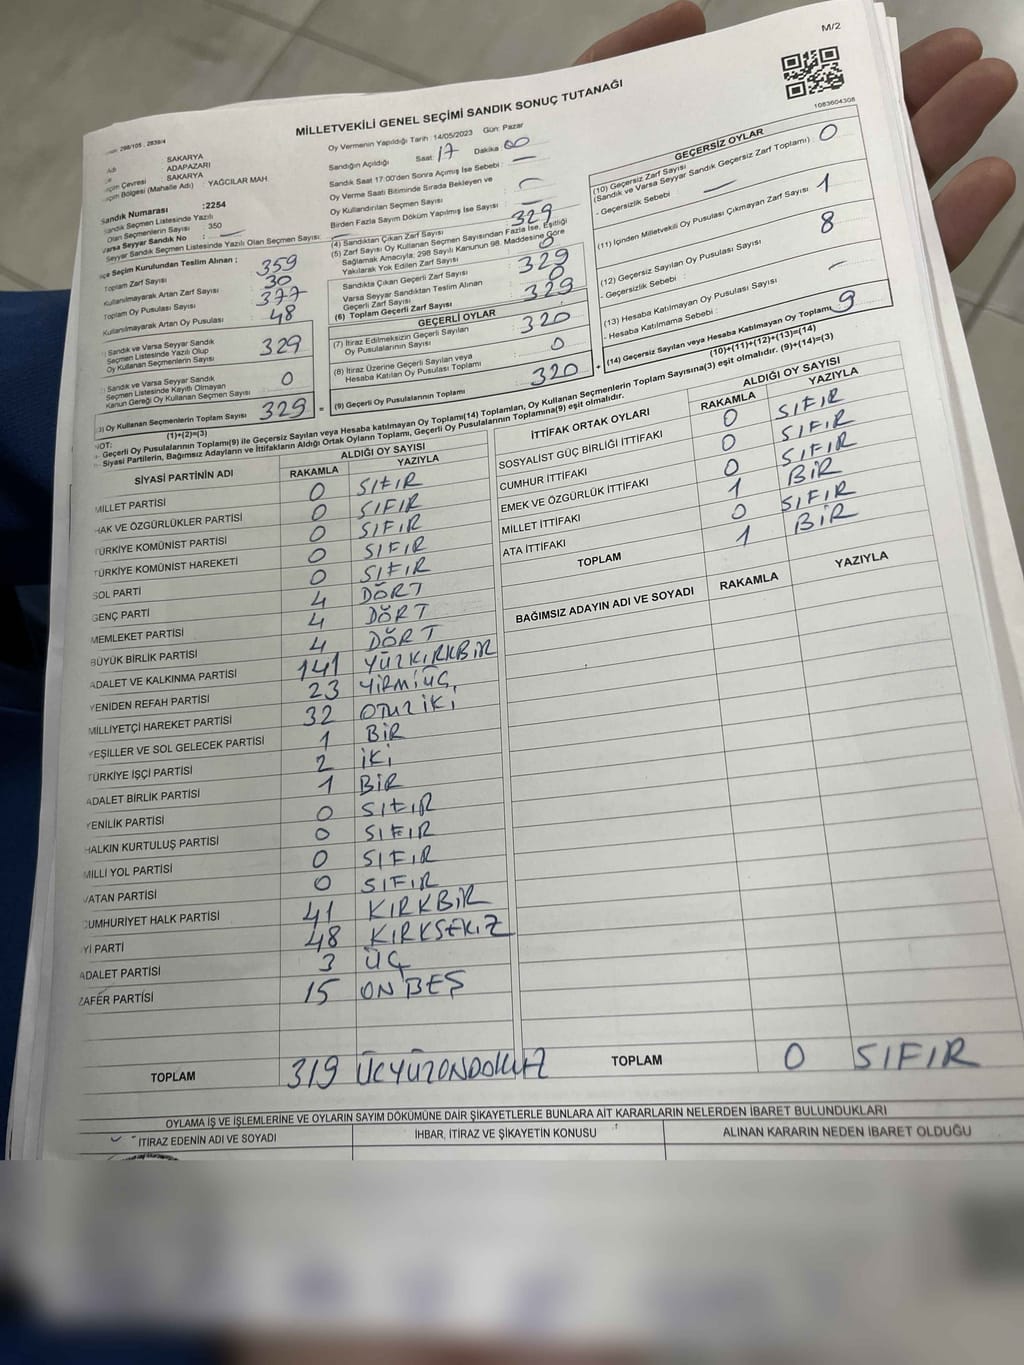 M/2
1083604308
MİLLETVEKİLİ GENEL SEÇİMİ SANDIK SONUÇ TUTANAĞI
298/105 . 2839/4
SAKARYA
ADAPAZARI
Çevresi SAKARYA
Bölgesi (Mahalle Adı) : YAĞCILAR MAH
Sandık Numarası :2254
Sandık Seçmen Listesinde Yazılı
Olan Seçmenlerin Sayısı : 350
Varsa Seyyar Sandık No : —
Seyyar Sandık Seçmen Listesinde Yazılı Olan Seçmen Sayısı: —
Oy Vermenin Yapıldığı Tarih : 14/05/2023 Gün: Pazar
Sandığın Açıldığı Saat 17 Dakika 00
Sandık Saat 17:00'den Sonra Açılmış İse Sebebi : —
Oy Verme Saati Bitiminde Sırada Bekleyen ve
Oy Kullandırılan Seçmen Sayısı : —
Birden Fazla Sayım Döküm Yapılmış İse Sayısı : —
Seçim Kurulundan Teslim Alınan ;
Toplam Zarf Sayısı 359
Kullanılmayarak Artan Zarf Sayısı 30
Toplam Oy Pusulası Sayısı 377
Kullanılmayarak Artan Oy Pusulası 48
Sandık ve Varsa Seyyar Sandık
Seçmen Listesinde Yazılı Olup
Oy Kullanan Seçmenlerin Sayısı 329
Sandık ve Varsa Seyyar Sandık
Seçmen Listesinde Kayıtlı Olmayan
Kanun Gereği Oy Kullanan Seçmen Sayısı 0
3) Oy Kullanan Seçmenlerin Toplam Sayısı 329
(1)+(2)=(3)
(4) Sandıktan Çıkan Zarf Sayısı 329
(5) Zarf Sayısı Oy Kullanan Seçmen Sayısından Fazla İse, Eşitliği
Sağlamak Amacıyla; 298 Sayılı Kanunun 98. Maddesine Göre
Yakılarak Yok Edilen Zarf Sayısı 0
Sandıkta Çıkan Geçerli Zarf Sayısı 329
Varsa Seyyar Sandıktan Teslim Alınan
Geçerli Zarf Sayısı 0
(6) Toplam Geçerli Zarf Sayısı 329
GEÇERLİ OYLAR
(7) İtiraz Edilmeksizin Geçerli Sayılan
Oy Pusulalarının Sayısı 320
(8) İtiraz Üzerine Geçerli Sayılan veya
Hesaba Katılan Oy Pusulası Toplamı 0
(9) Geçerli Oy Pusulalarının Toplamı 320
GEÇERSİZ OYLAR
(10) Geçersiz Zarf Sayısı
(Sandık ve Varsa Seyyar Sandık Geçersiz Zarf Toplamı) 0
- Geçersizlik Sebebi : —
(11) İçinden Milletvekili Oy Pusulası Çıkmayan Zarf Sayısı 1
(12) Geçersiz Sayılan Oy Pusulası Sayısı 8
- Geçersizlik Sebebi :
(13) Hesaba Katılmayan Oy Pusulası Sayısı —
- Hesaba Katılmama Sebebi :
(14) Geçersiz Sayılan veya Hesaba Katılmayan Oy Toplamı 9
(10)+(11)+(12)+(13)=(14)
NOT:
- Geçerli Oy Pusulalarının Toplamı(9) ile Geçersiz Sayılan veya Hesaba katılmayan Oy Toplamı(14) Toplamları, Oy Kullanan Seçmenlerin Toplam Sayısına(3) eşit olmalıdır. (9)+(14)=(3)
- Siyasi Partilerin, Bağımsız Adayların ve İttifakların Aldığı Ortak Oyların Toplamı, Geçerli Oy Pusulalarının Toplamına(9) eşit olmalıdır.
SİYASİ PARTİNİN ADI
ALDIĞI OY SAYISI
RAKAMLA YAZIYLA
MİLLET PARTİSİ 0 SIFIR
HAK VE ÖZGÜRLÜKLER PARTİSİ 0 SIFIR
TÜRKİYE KOMÜNİST PARTİSİ 0 SIFIR
TÜRKİYE KOMÜNİST HAREKETİ 0 SIFIR
SOL PARTİ 0 SIFIR
GENÇ PARTİ 4 DÖRT
MEMLEKET PARTİSİ 4 DÖRT
BÜYÜK BİRLİK PARTİSİ 4 DÖRT
ADALET VE KALKINMA PARTİSİ 141 YÜZKIRKBİR
YENİDEN REFAH PARTİSİ 23 YİRMİÜÇ
MİLLİYETÇİ HAREKET PARTİSİ 32 OTUZİKİ
YEŞİLLER VE SOL GELECEK PARTİSİ 1 BİR
TÜRKİYE İŞÇİ PARTİSİ 2 İKİ
ADALET BİRLİK PARTİSİ 1 BİR
YENİLİK PARTİSİ 0 SIFIR
HALKIN KURTULUŞ PARTİSİ 0 SIFIR
MİLLİ YOL PARTİSİ 0 SIFIR
VATAN PARTİSİ 0 SIFIR
CUMHURİYET HALK PARTİSİ 41 KIRKBİR
İYİ PARTİ 48 KIRKSEKİZ
ADALET PARTİSİ 3 ÜÇ
ZAFER PARTİSİ 15 ONBEŞ
TOPLAM 319 ÜÇYÜZONDOKUZ
İTTİFAK ORTAK OYLARI
ALDIĞI OY SAYISI
RAKAMLA YAZIYLA
SOSYALİST GÜÇ BİRLİĞİ İTTİFAKI 0 SIFIR
CUMHUR İTTİFAKI 0 SIFIR
EMEK VE ÖZGÜRLÜK İTTİFAKI 0 SIFIR
MİLLET İTTİFAKI 1 BİR
ATA İTTİFAKI 0 SIFIR
TOPLAM 1 BİR
BAĞIMSIZ ADAYIN ADI VE SOYADI RAKAMLA YAZIYLA
TOPLAM 0 SIFIR
OYLAMA İŞ VE İŞLEMLERİNE VE OYLARIN SAYIM DÖKÜMÜNE DAİR ŞİKAYETLERLE BUNLARA AİT KARARLARIN NELERDEN İBARET BULUNDUKLARI
İTİRAZ EDENİN ADI VE SOYADI
İHBAR, İTİRAZ VE ŞİKAYETİN KONUSU
ALINAN KARARIN NEDEN İBARET OLDUĞU